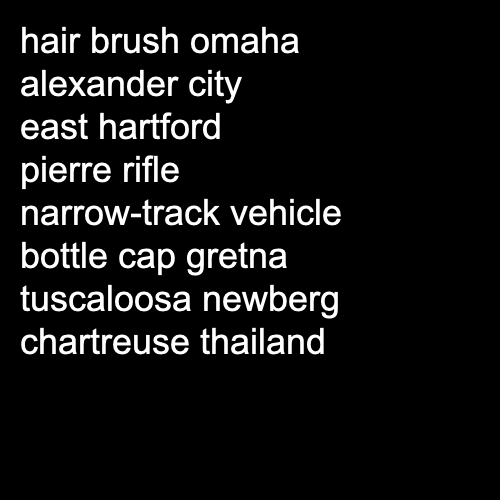 hair brush omaha
alexander city
east hartford
pierre rifle
narrow-track vehicle
bottle cap gretna
tuscaloosa newberg
chartreuse thailand